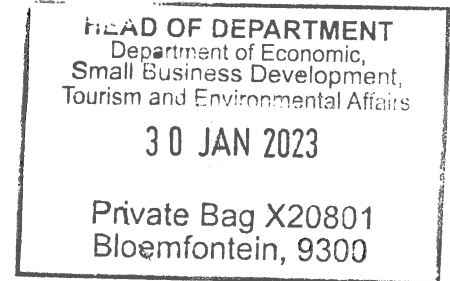 HEAD OF DEPARTMENT
Department of Economic,
Small Business Development,
Tourism and Environmental Affairs
30 JAN 2023
Private Bag X20801
Bloemfontein, 9300